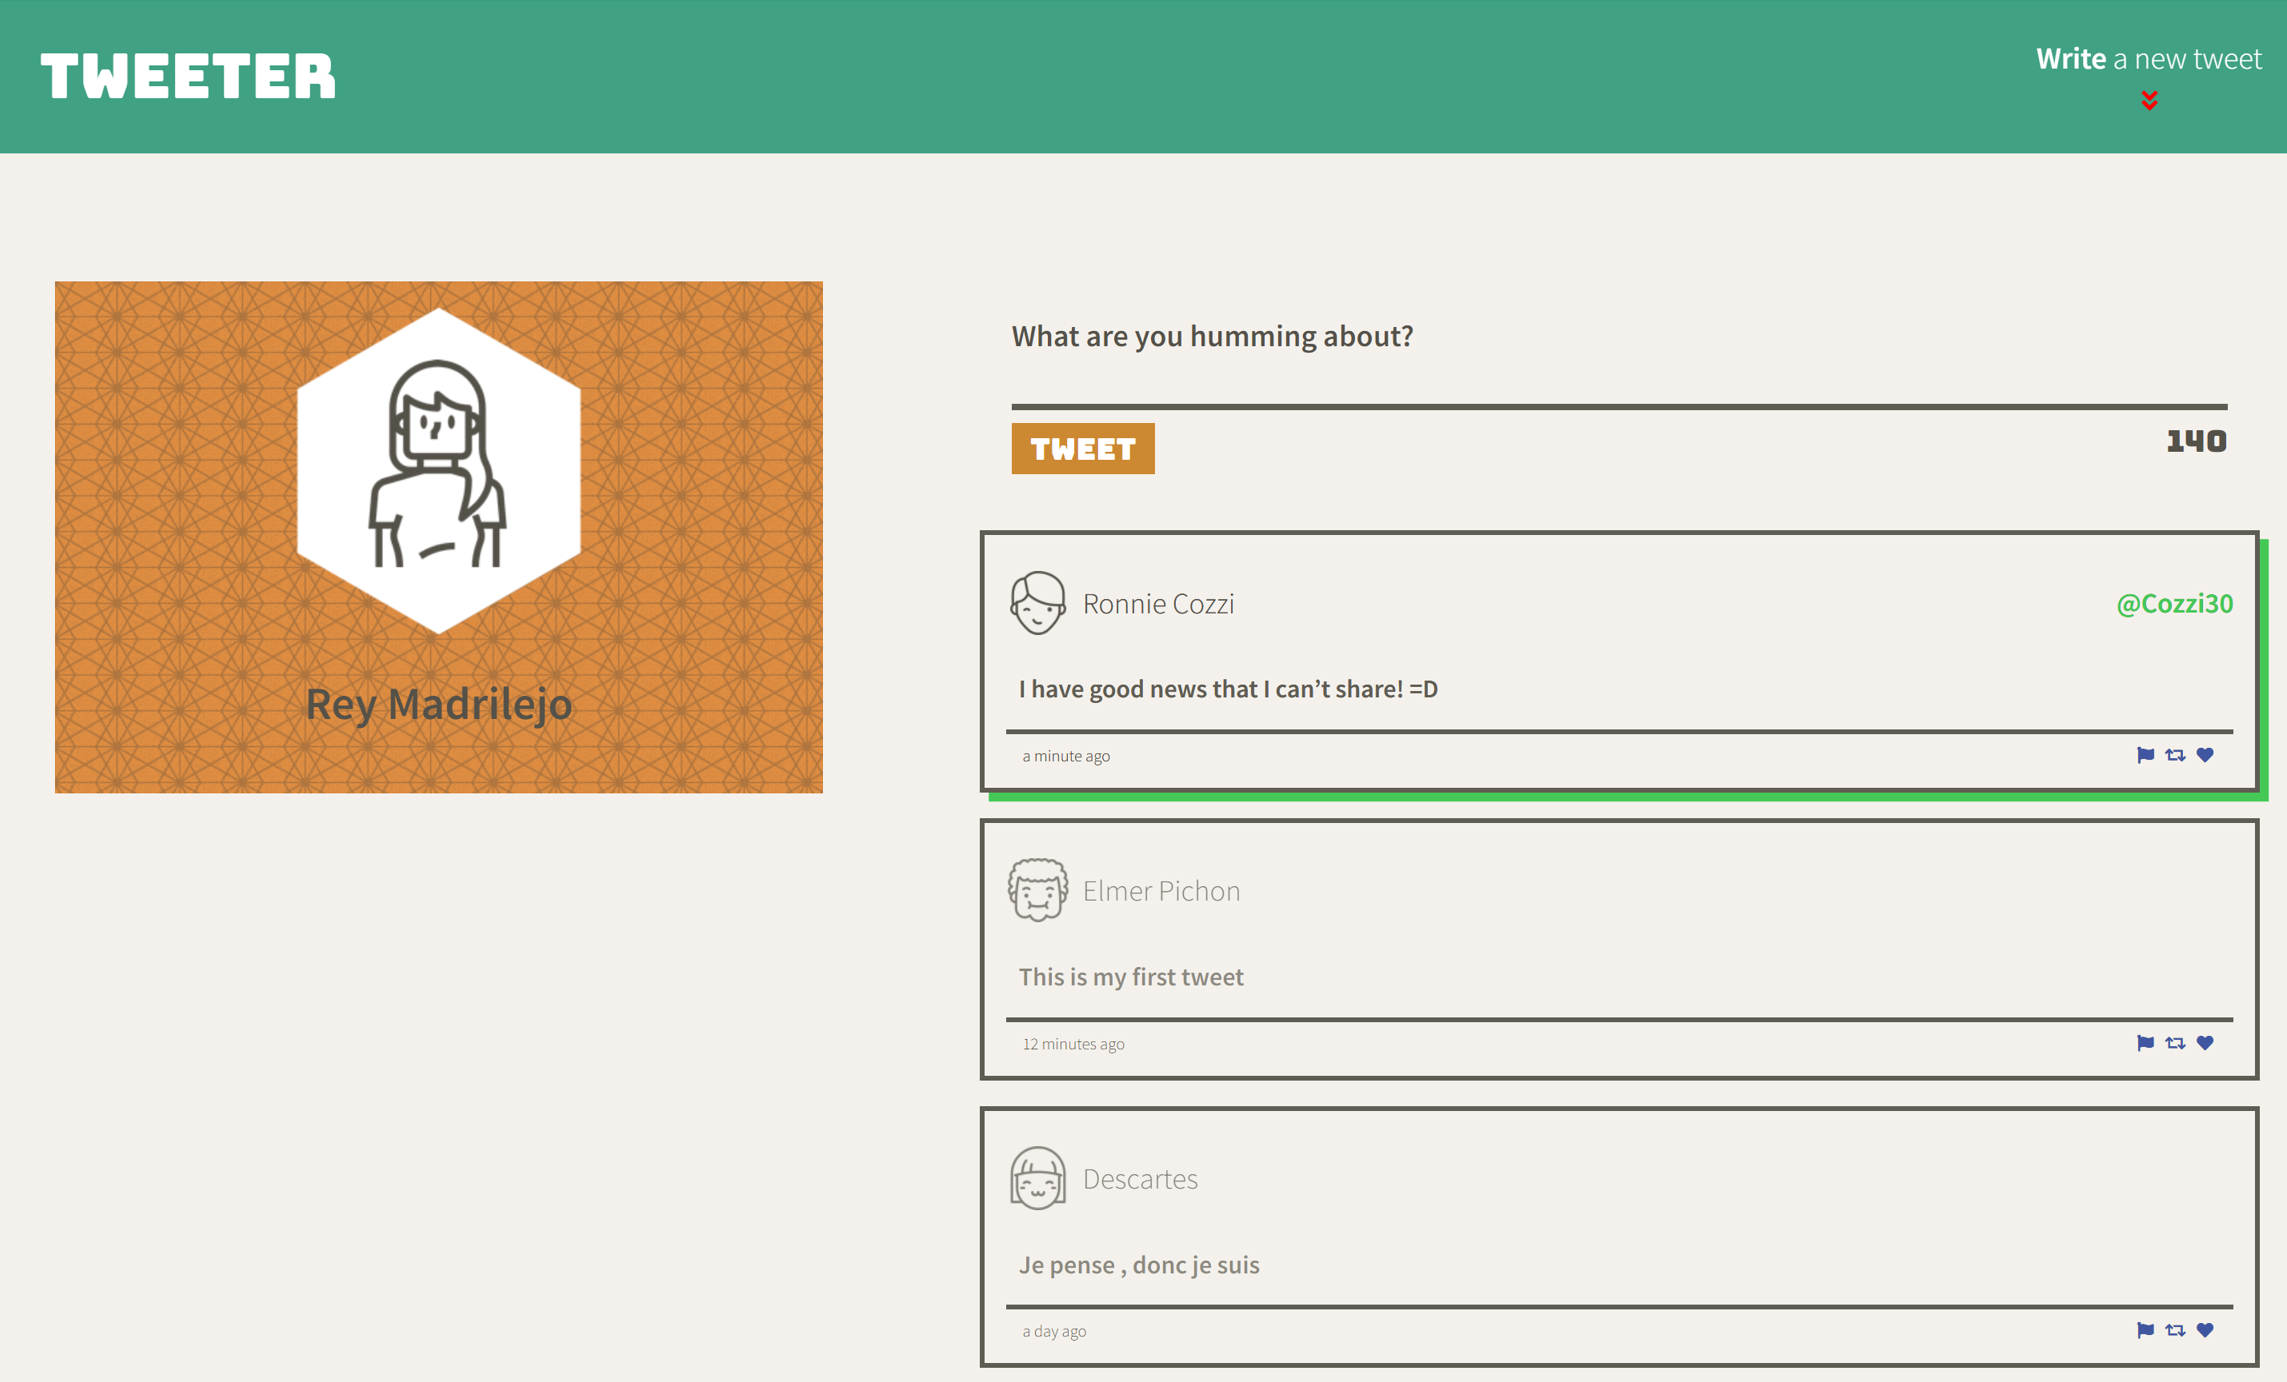 TWEETER
Write a new tweet
Rey Madrilejo
What are you humming about?
TWEET
140
Ronnie Cozzi
@Cozzi30
I have good news that I can’t share! =D
a minute ago
Elmer Pichon
This is my first tweet
12 minutes ago
Descartes
Je pense , donc je suis
a day ago